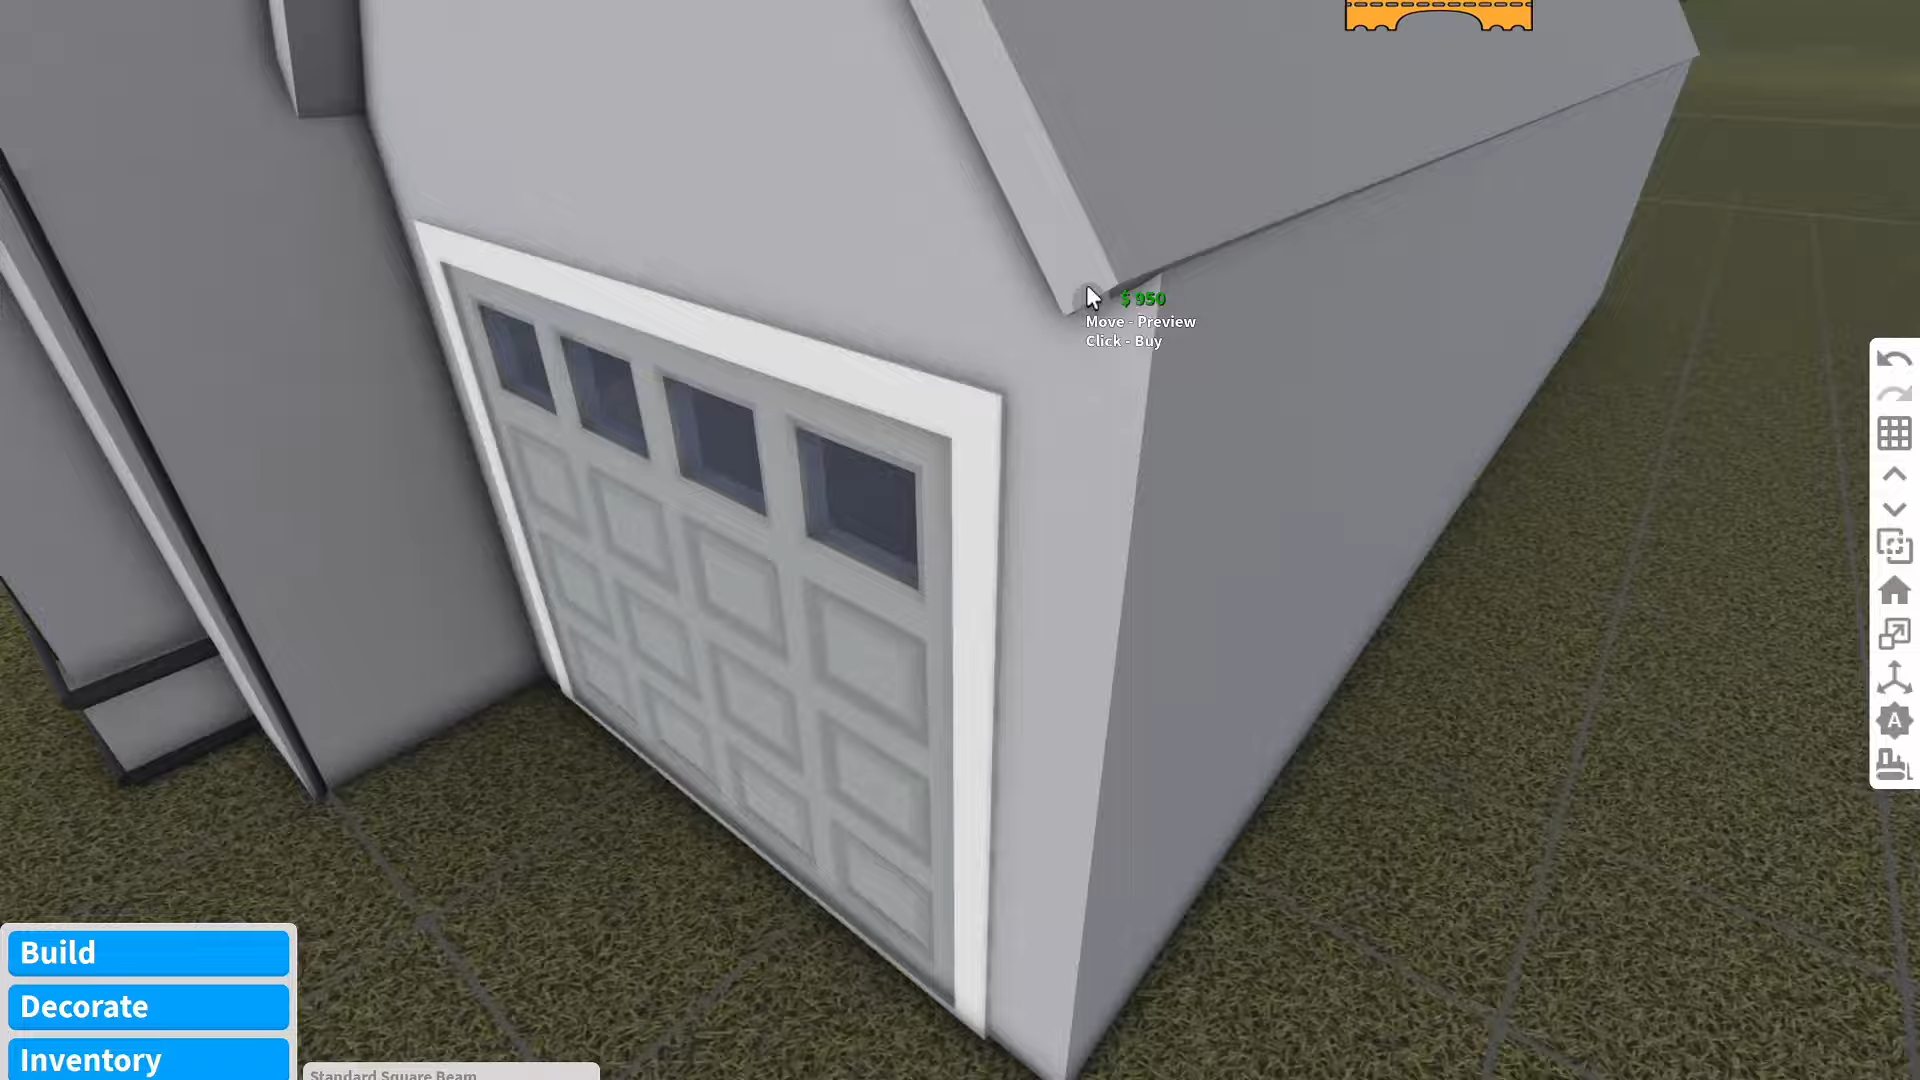 $ 950
Move - Preview
Click - Buy
A
Build
Decorate
Inventory
Standard Square Beam